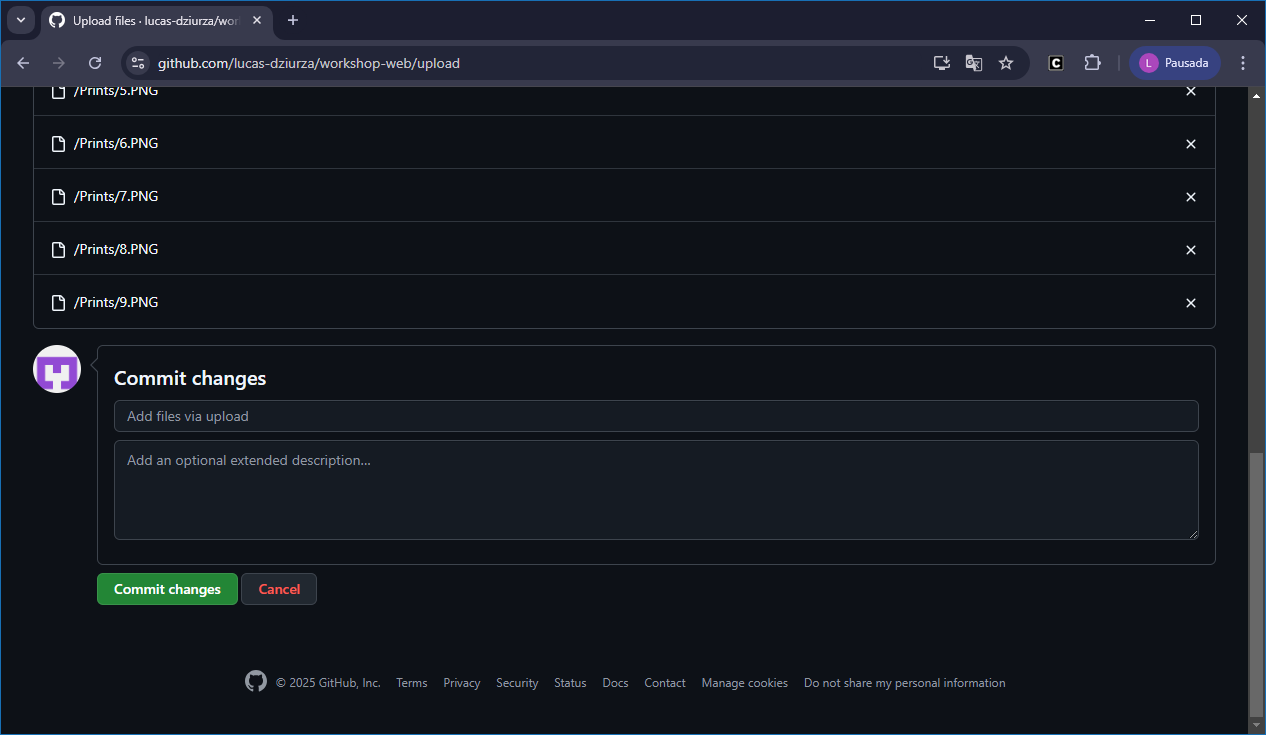 Upload files · lucas-dziurza/wor
github.com/lucas-dziurza/workshop-web/upload
C
L Pausada
/Prints/5.PNG
/Prints/6.PNG
/Prints/7.PNG
/Prints/8.PNG
/Prints/9.PNG
Commit changes
Add files via upload
Add an optional extended description...
Commit changes Cancel
© 2025 GitHub, Inc. Terms Privacy Security Status Docs Contact Manage cookies Do not share my personal information